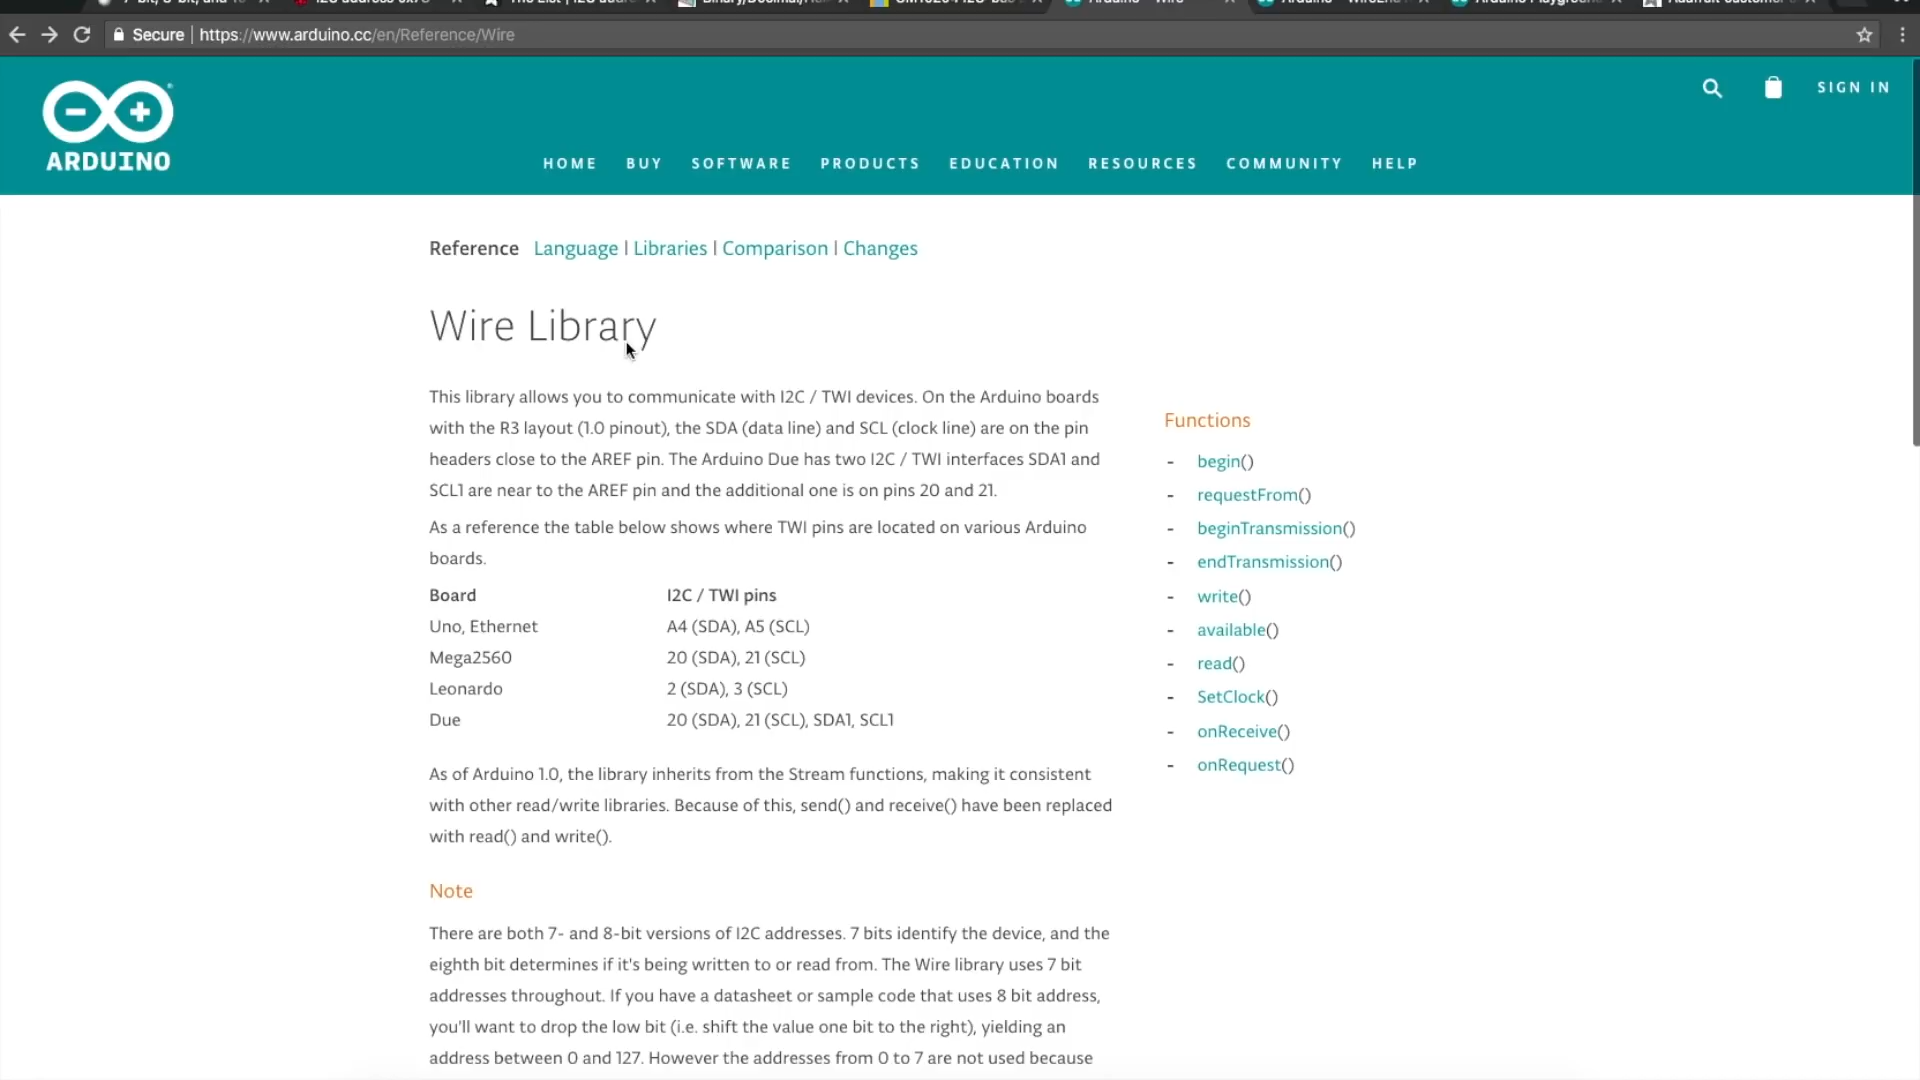 Secure | https://www.arduino.cc/en/Reference/Wire
ARDUINO
SIGN IN
HOME BUY SOFTWARE PRODUCTS EDUCATION RESOURCES COMMUNITY HELP
Reference Language | Libraries | Comparison | Changes
Wire Library
This library allows you to communicate with I2C / TWI devices. On the Arduino boards
with the R3 layout (1.0 pinout), the SDA (data line) and SCL (clock line) are on the pin
headers close to the AREF pin. The Arduino Due has two I2C / TWI interfaces SDA1 and
SCL1 are near to the AREF pin and the additional one is on pins 20 and 21.
As a reference the table below shows where TWI pins are located on various Arduino
boards.
Board I2C / TWI pins
Uno, Ethernet A4 (SDA), A5 (SCL)
Mega2560 20 (SDA), 21 (SCL)
Leonardo 2 (SDA), 3 (SCL)
Due 20 (SDA), 21 (SCL), SDA1, SCL1
As of Arduino 1.0, the library inherits from the Stream functions, making it consistent
with other read/write libraries. Because of this, send() and receive() have been replaced
with read() and write().
Note
There are both 7- and 8-bit versions of I2C addresses. 7 bits identify the device, and the
eighth bit determines if it's being written to or read from. The Wire library uses 7 bit
addresses throughout. If you have a datasheet or sample code that uses 8 bit address,
you'll want to drop the low bit (i.e. shift the value one bit to the right), yielding an
address between 0 and 127. However the addresses from 0 to 7 are not used because
Functions
- begin()
- requestFrom()
- beginTransmission()
- endTransmission()
- write()
- available()
- read()
- SetClock()
- onReceive()
- onRequest()